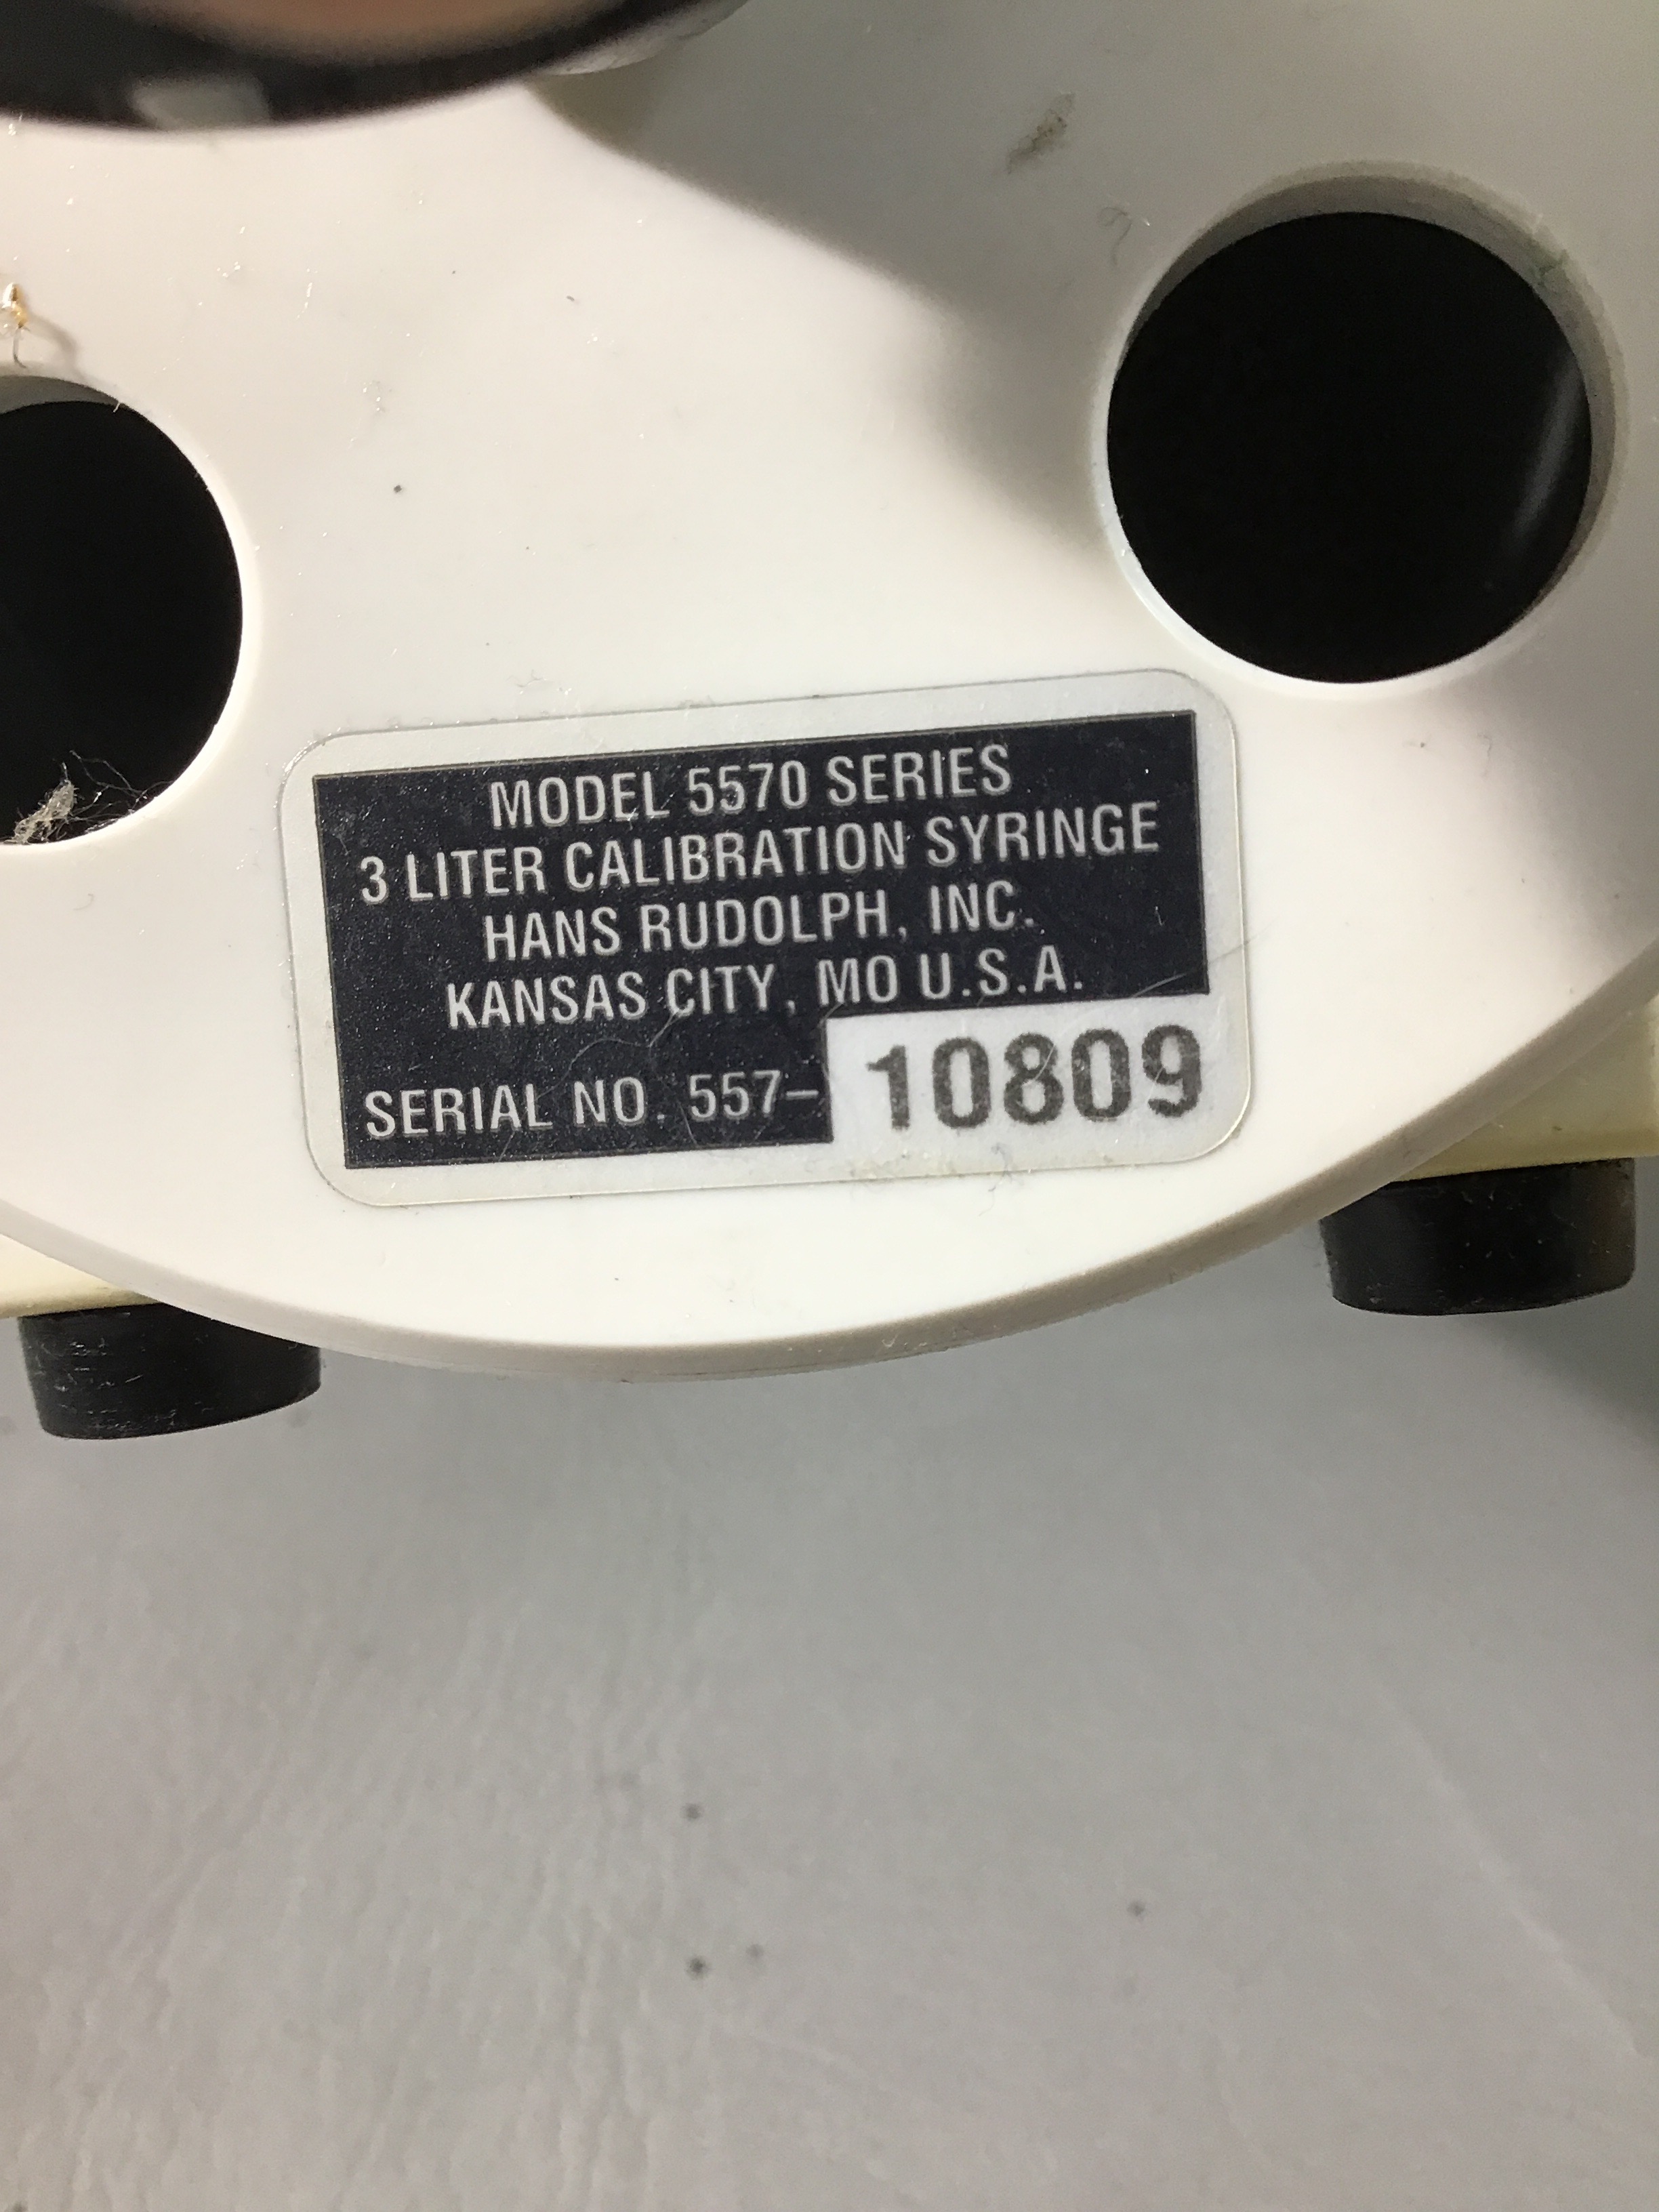 MODEL 5570 SERIES
3 LITER CALIBRATION SYRINGE
HANS RUDOLPH, INC.
KANSAS CITY, MO U.S.A.
SERIAL NO. 557- 10809